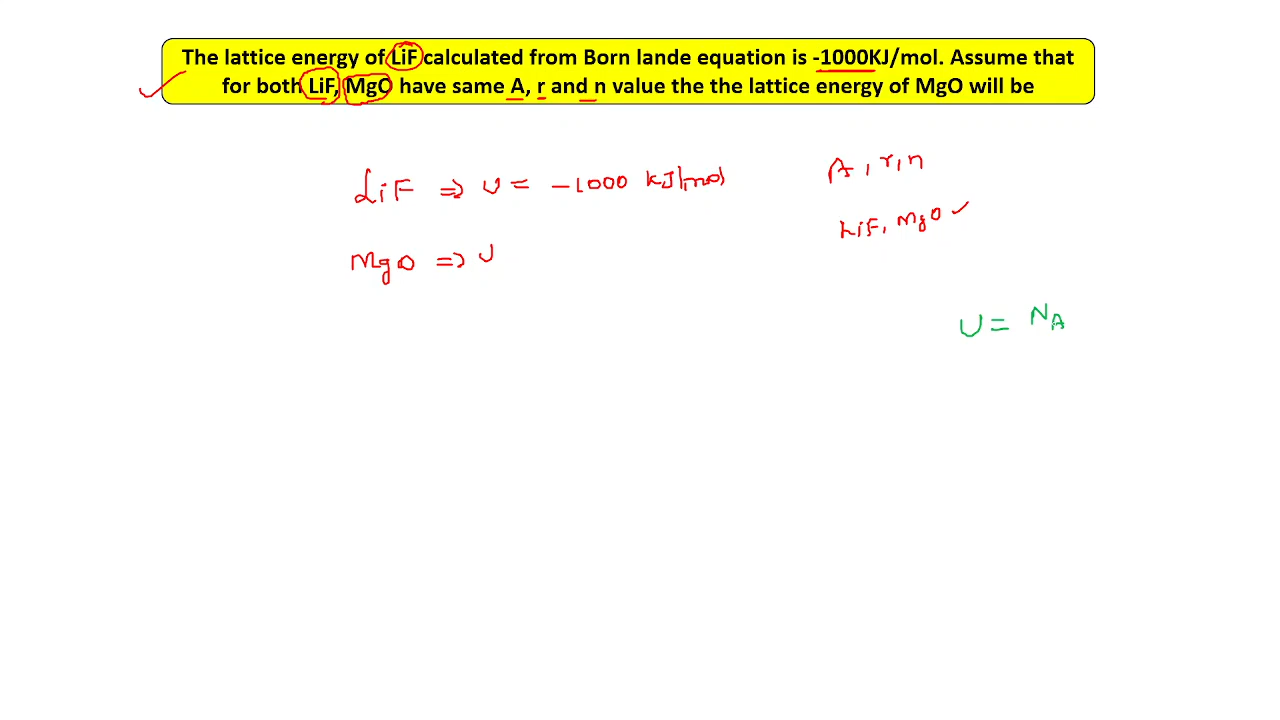 The lattice energy of LiF calculated from Born lande equation is -1000KJ/mol. Assume that
for both LiF, MgO have same A, r and n value the the lattice energy of MgO will be
LiF ⇒ U = -1000 KJ/mol
A, r, n
LiF, MgO ✓
MgO ⇒ U
U = N_A